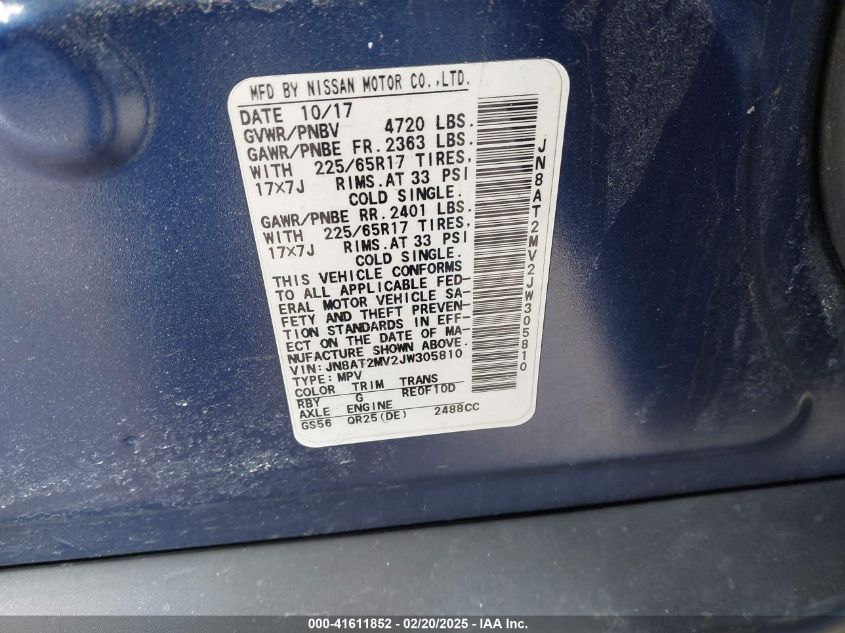 MFD BY NISSAN MOTOR CO.,LTD.
DATE 10/17
GVWR/PNBV 4720 LBS.
GAWR/PNBE FR. 2363 LBS.
WITH 225/65R17 TIRES,
17X7J RIMS.AT 33 PSI
COLD SINGLE.
GAWR/PNBE RR. 2401 LBS.
WITH 225/65R17 TIRES,
17X7J RIMS.AT 33 PSI
COLD SINGLE.
THIS VEHICLE CONFORMS
TO ALL APPLICABLE FED-
ERAL MOTOR VEHICLE SA-
FETY AND THEFT PREVEN-
TION STANDARDS IN EFF-
ECT ON THE DATE OF MA-
NUFACTURE SHOWN ABOVE.
VIN: JN8AT2MV2JW305810
TYPE: MPV
COLOR TRIM TRANS
RBY G RE0F10D
AXLE ENGINE
GS56 QR25(DE) 2488CC
JN8AT2MV2JW305810
000-41611852 - 02/20/2025 - IAA Inc.